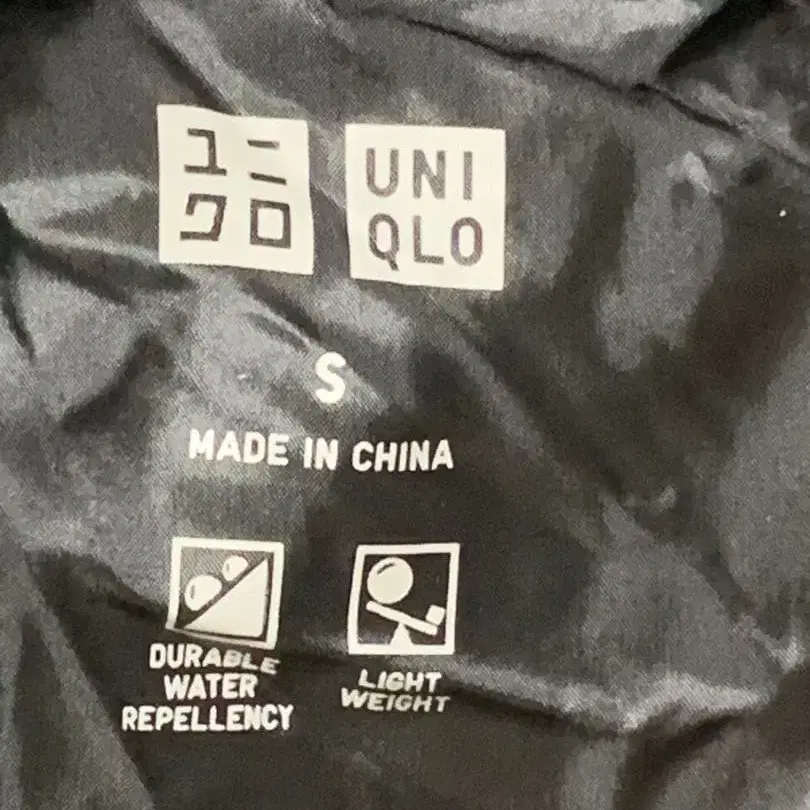 ユニ
クロ
UNI
QLO
S
MADE IN CHINA
DURABLE
WATER
REPELLENCY
LIGHT
WEIGHT